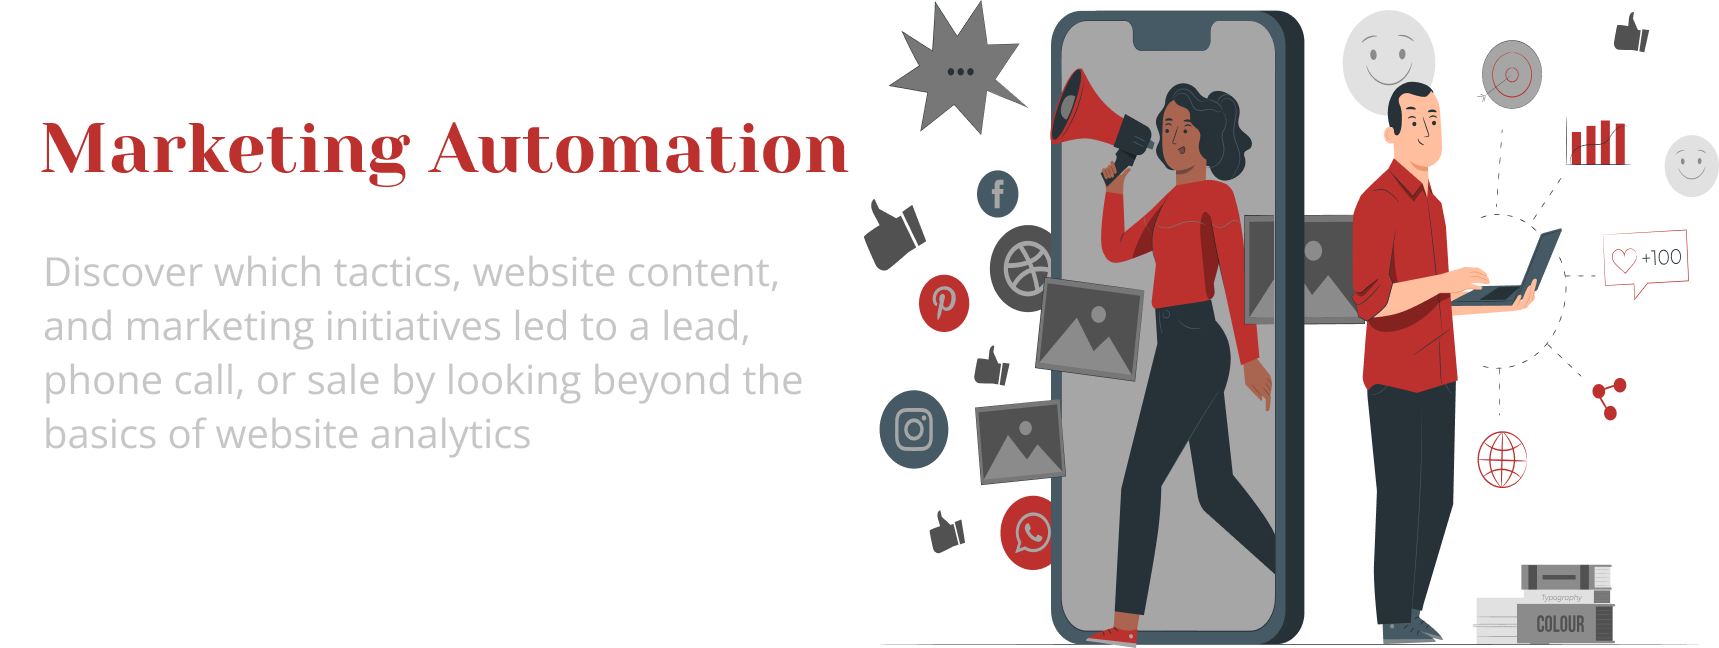 Marketing Automation
Discover which tactics, website content,
and marketing initiatives led to a lead,
phone call, or sale by looking beyond the
basics of website analytics
+100
Typography
COLOUR